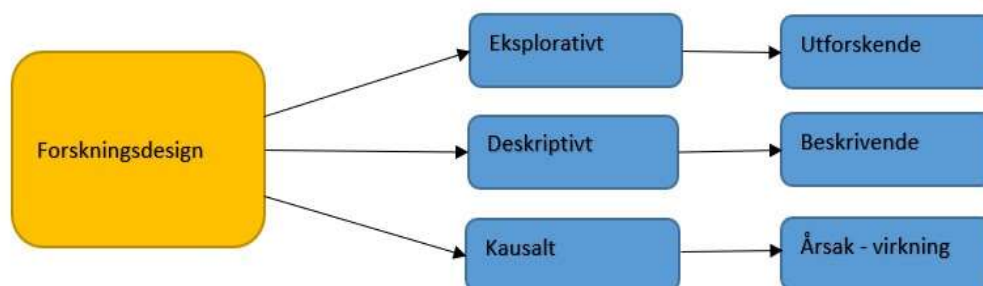 Forskningsdesign
Eksplorativt
Utforskende
Deskriptivt
Beskrivende
Kausalt
Årsak - virkning